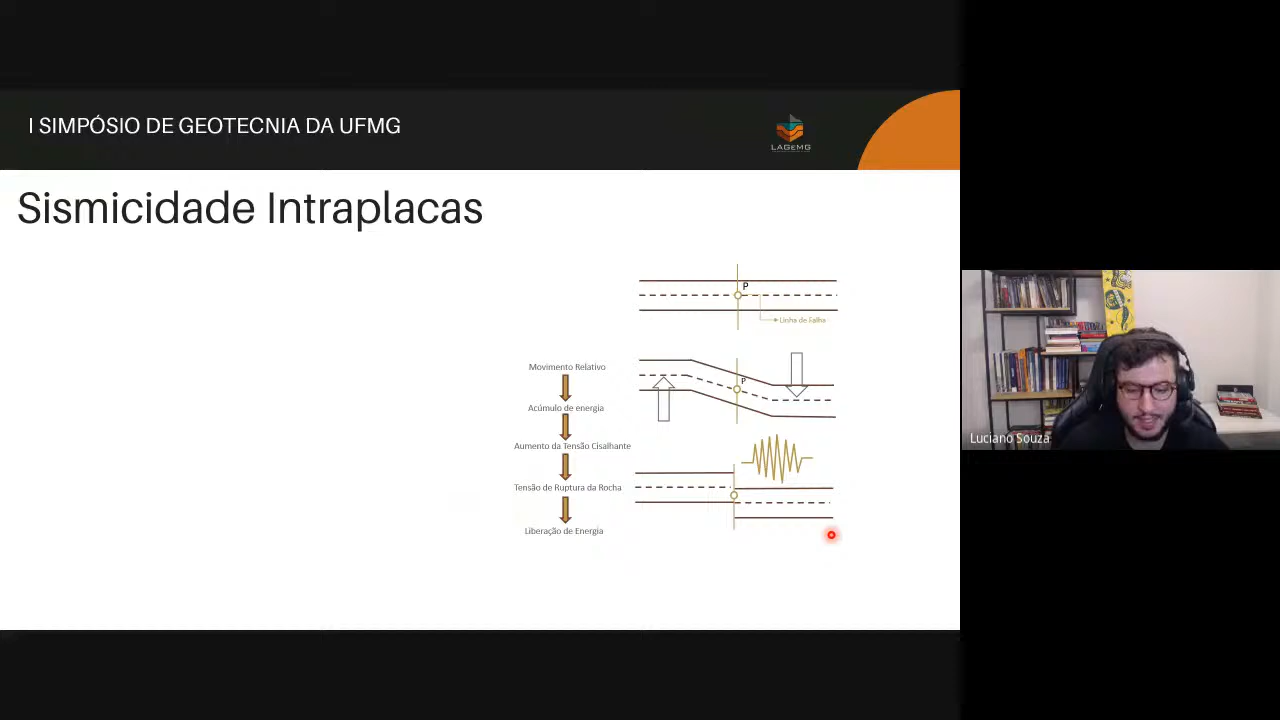 I SIMPÓSIO DE GEOTECNIA DA UFMG
LAGEMG
Sismicidade Intraplacas
P
Linha de Falha
Movimento Relativo
P
Acúmulo de energia
Aumento da Tensão Cisalhante
Tensão de Ruptura da Rocha
Liberação de Energia
Luciano Souza